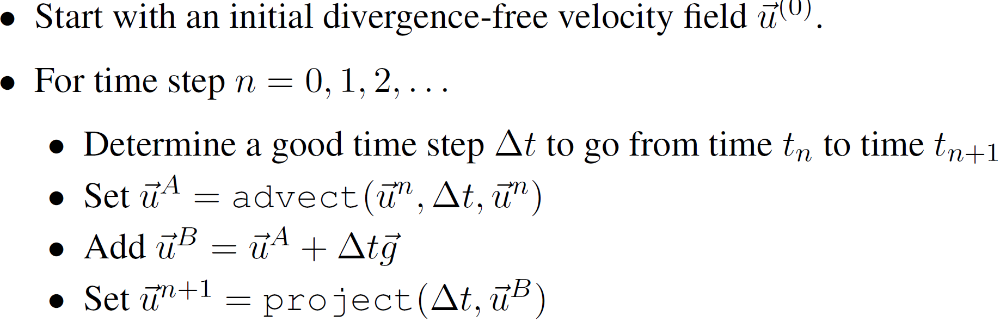 • Start with an initial divergence-free velocity field $\vec{u}^{(0)}$.
• For time step $n = 0, 1, 2, \ldots$
• Determine a good time step $\Delta t$ to go from time $t_n$ to time $t_{n+1}$
• Set $\vec{u}^A = \texttt{advect}(\vec{u}^n, \Delta t, \vec{u}^n)$
• Add $\vec{u}^B = \vec{u}^A + \Delta t \vec{g}$
• Set $\vec{u}^{n+1} = \texttt{project}(\Delta t, \vec{u}^B)$